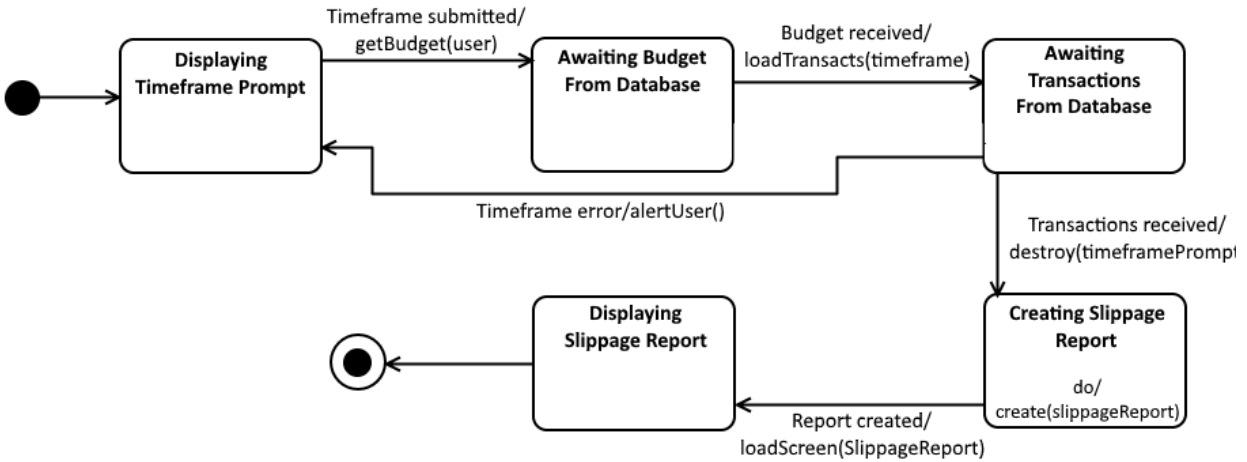 Timeframe submitted/
getBudget(user)
Displaying
Timeframe Prompt
Awaiting Budget
From Database
Budget received/
loadTransacts(timeframe)
Awaiting
Transactions
From Database
Timeframe error/alertUser()
Transactions received/
destroy(timeframePrompt
Creating Slippage
Report
do/
create(slippageReport)
Report created/
loadScreen(SlippageReport)
Displaying
Slippage Report